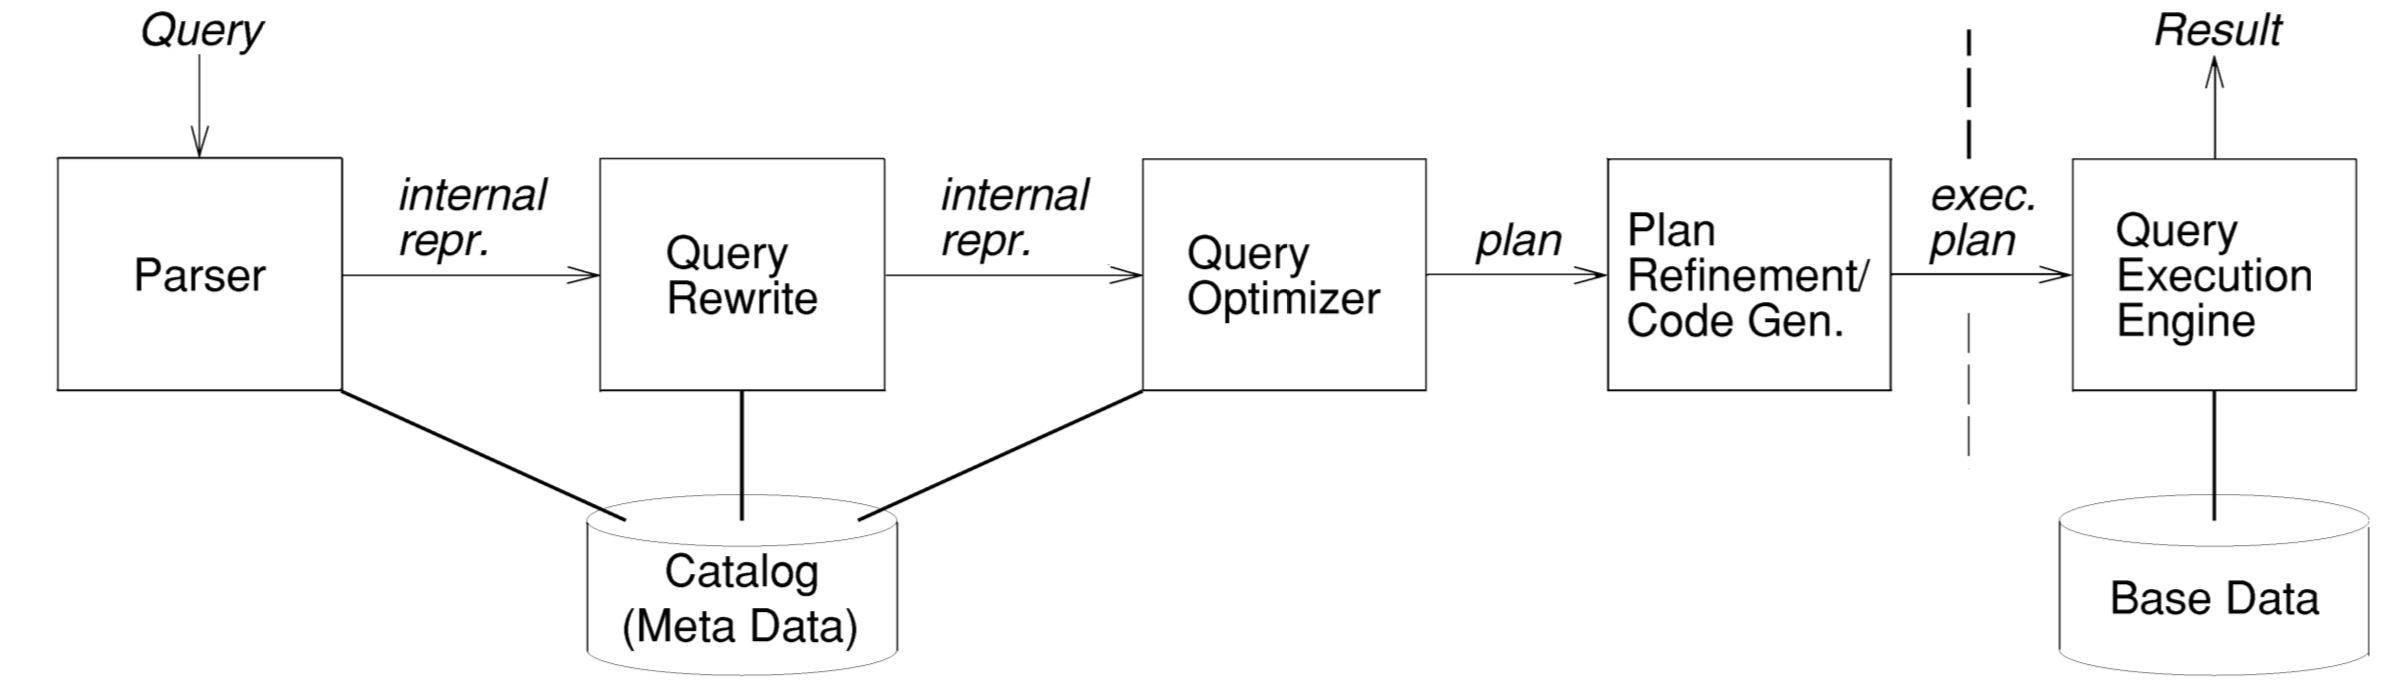 Query
Result
Parser
internal
repr.
Query
Rewrite
internal
repr.
Query
Optimizer
plan
Plan
Refinement/
Code Gen.
exec.
plan
Query
Execution
Engine
Catalog
(Meta Data)
Base Data